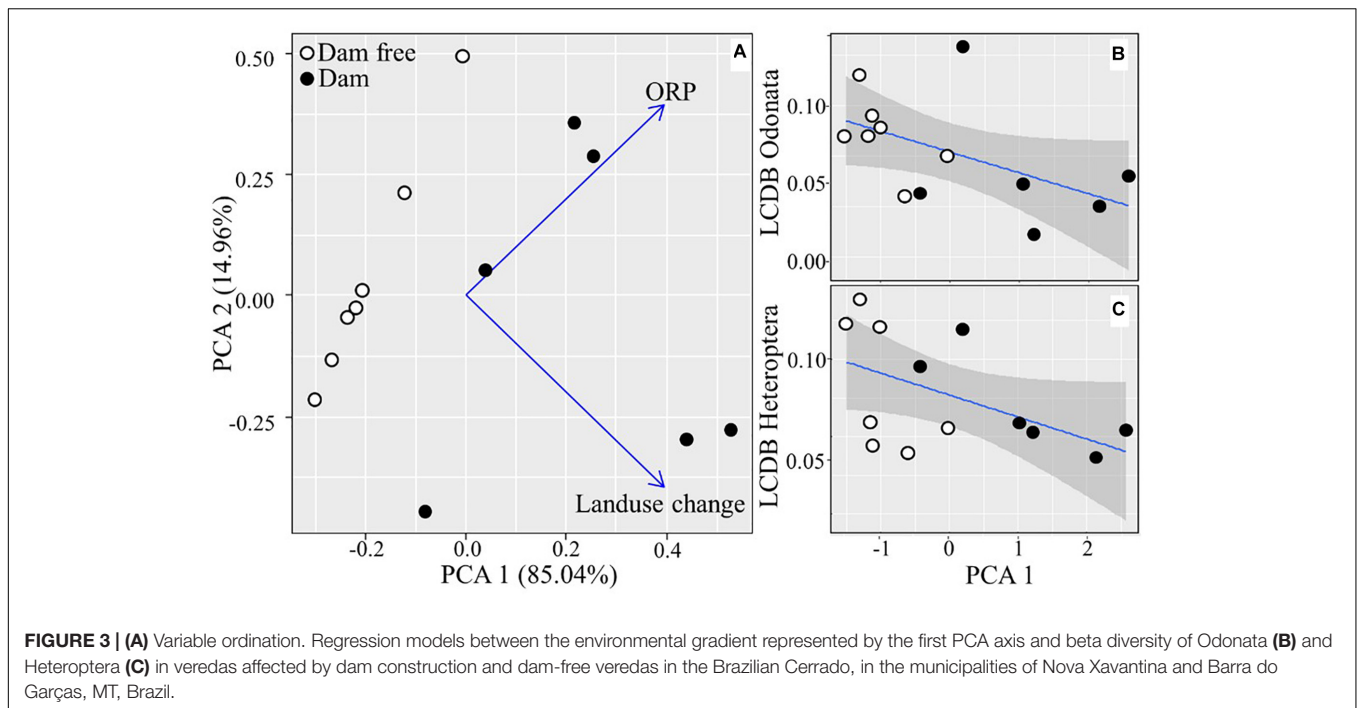 A
Dam free
Dam
ORP
Landuse change
0.50
0.25
0.00
-0.25
PCA 2 (14.96%)
-0.2
0.0
0.2
0.4
PCA 1 (85.04%)
B
LCDB Odonata
0.10
0.05
0.00
C
LCDB Heteroptera
0.10
0.05
-1
0
1
2
PCA 1
FIGURE 3 | (A) Variable ordination. Regression models between the environmental gradient represented by the first PCA axis and beta diversity of Odonata (B) and
Heteroptera (C) in veredas affected by dam construction and dam-free veredas in the Brazilian Cerrado, in the municipalities of Nova Xavantina and Barra do
Garças, MT, Brazil.